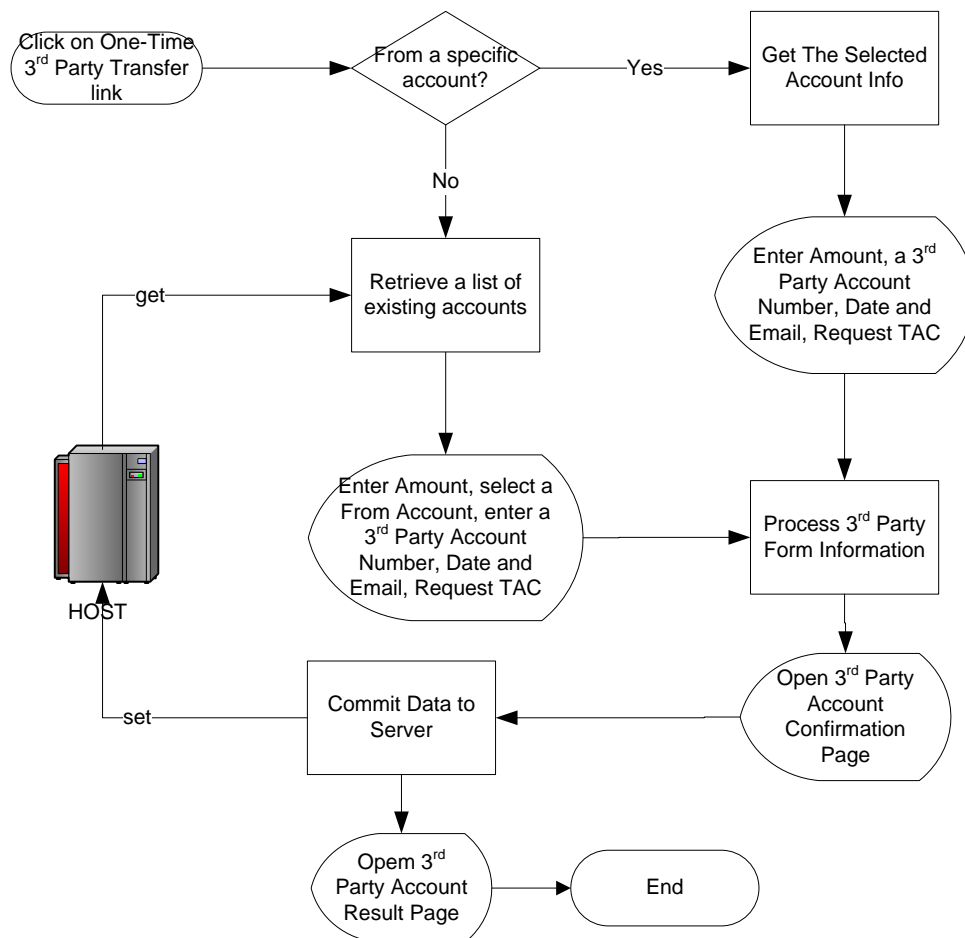 Click on One-Time
3rd Party Transfer
link
From a specific
account?
Yes
Get The Selected
Account Info
No
Retrieve a list of
existing accounts
get
Enter Amount, a 3rd
Party Account
Number, Date and
Email, Request TAC
HOST
Enter Amount, select a
From Account, enter a
3rd Party Account
Number, Date and
Email, Request TAC
Process 3rd Party
Form Information
Open 3rd Party
Account
Confirmation
Page
Commit Data to
Server
set
Opem 3rd
Party Account
Result Page
End